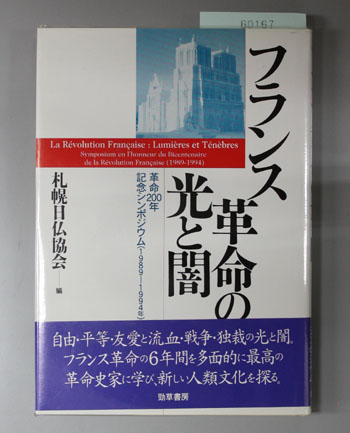 60167
フランス革命の
光と闇
La Révolution Française : Lumières et Ténèbres
Symposium en l'honneur du Bicentenaire
de la Révolution Française (1989-1994)
革命200年
記念シンポジウム(1989—1994年)
札幌日仏協会 編
自由・平等・友愛と流血・戦争・独裁の光と闇。
フランス革命の6年間を多面的に最高の
革命史家に学び、新しい人類文化を探る。
勁草書房